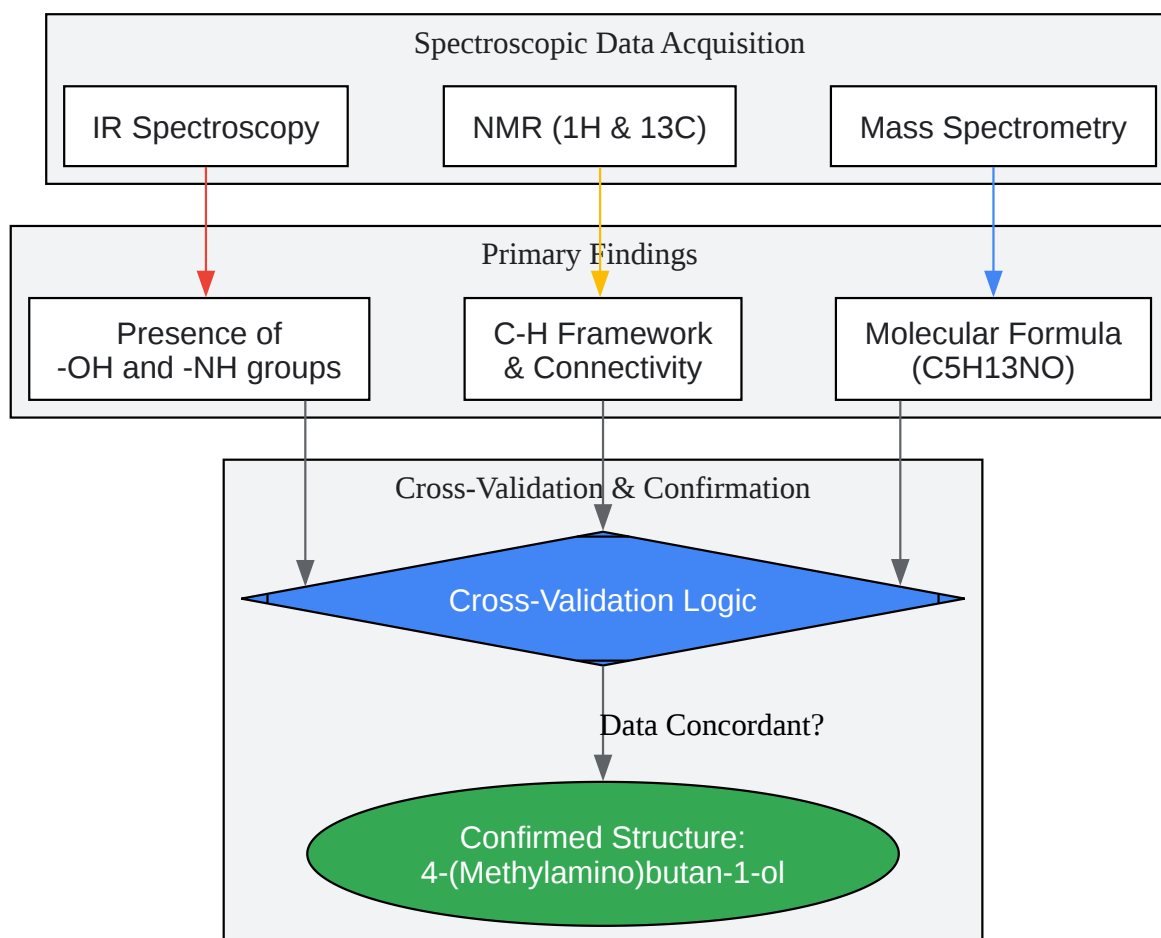 Spectroscopic Data Acquisition
IR Spectroscopy
NMR (1H & 13C)
Mass Spectrometry
Primary Findings
Presence of
-OH and -NH groups
C-H Framework
& Connectivity
Molecular Formula
(C5H13NO)
Cross-Validation & Confirmation
Cross-Validation Logic
Data Concordant?
Confirmed Structure:
4-(Methylamino)butan-1-ol